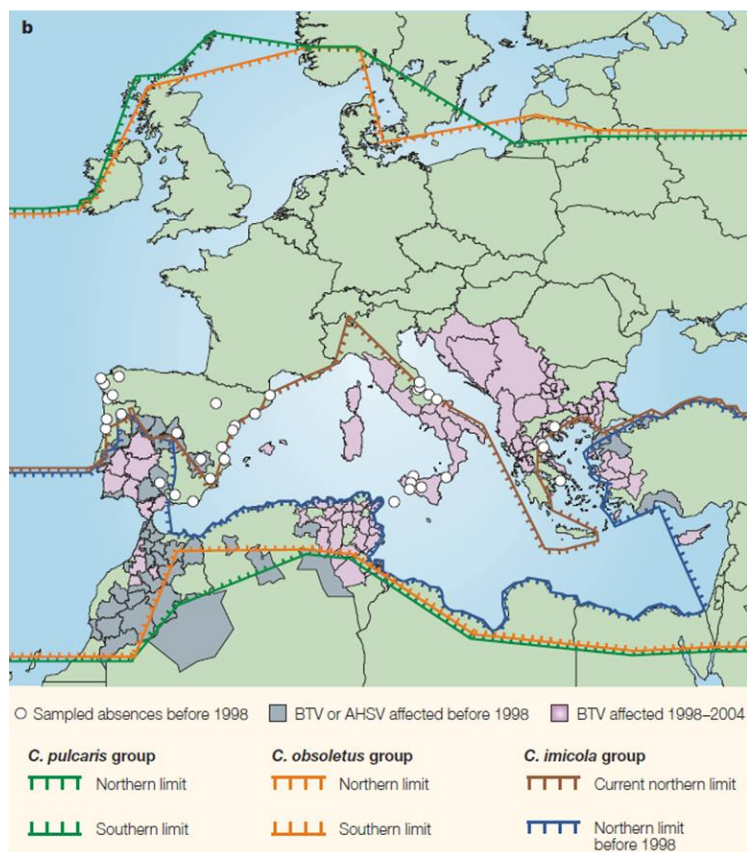 b
Sampled absences before 1998 BTV or AHSV affected before 1998 BTV affected 1998–2004
C. pulcaris group C. obsoletus group C. imicola group
Northern limit Northern limit Current northern limit
Southern limit Southern limit Northern limit
before 1998